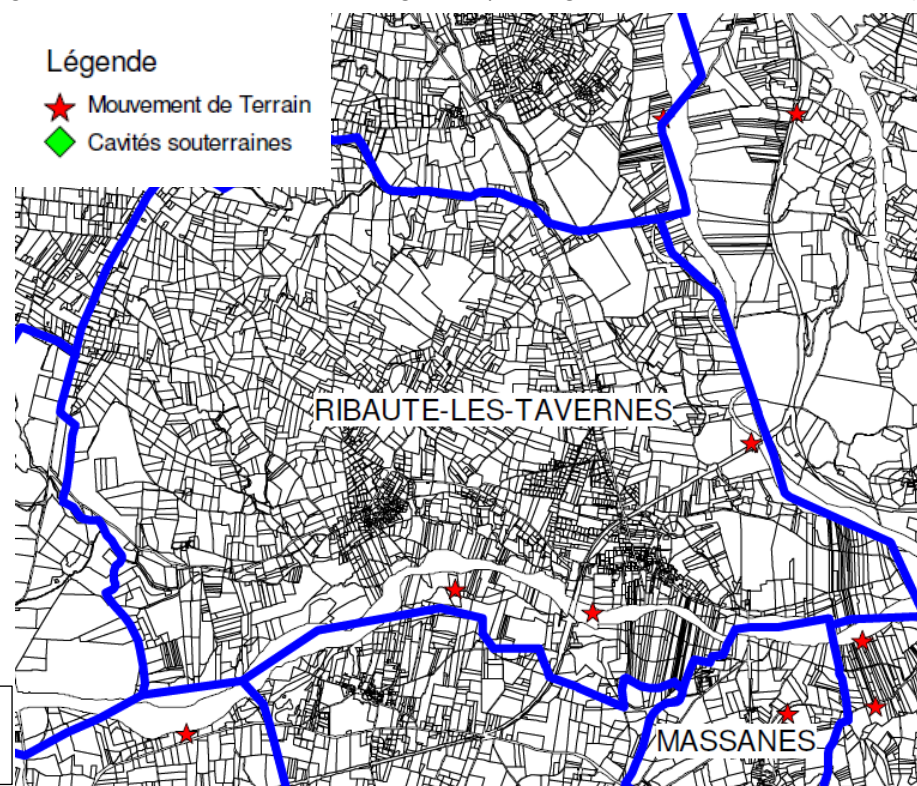 Légende
Mouvement de Terrain
Cavités souterraines
RIBAUTE-LES-TAVERNES
MASSANES